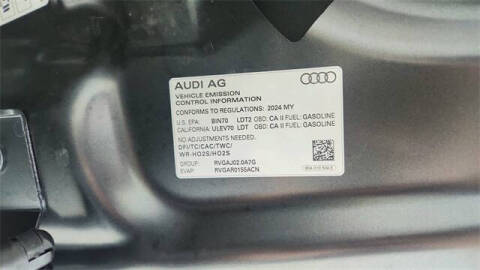 AUDI AG
VEHICLE EMISSION
CONTROL INFORMATION
CONFORMS TO REGULATIONS: 2024 MY
U.S. EPA: BIN70 LDT2 OBD: CA II FUEL: GASOLINE
CALIFORNIA: ULEV70 LDT OBD: CA II FUEL: GASOLINE
NO ADJUSTMENTS NEEDED.
DFI/TC/CAC/TWC/
WR-HO2S/HO2S
GROUP: RVGAJ02.0A7G
EVAP: RVGAR0155ACN